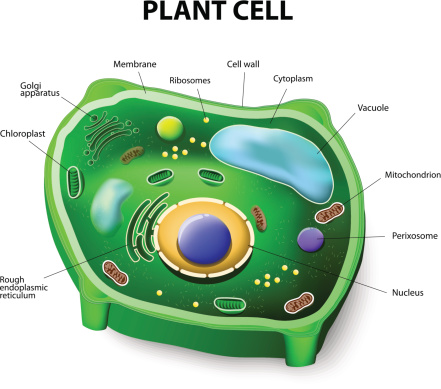 PLANT CELL
Membrane
Cell wall
Ribosomes
Cytoplasm
Golgi
apparatus
Vacuole
Chloroplast
Mitochondrion
Perixosome
Rough
endoplasmic
reticulum
Nucleus